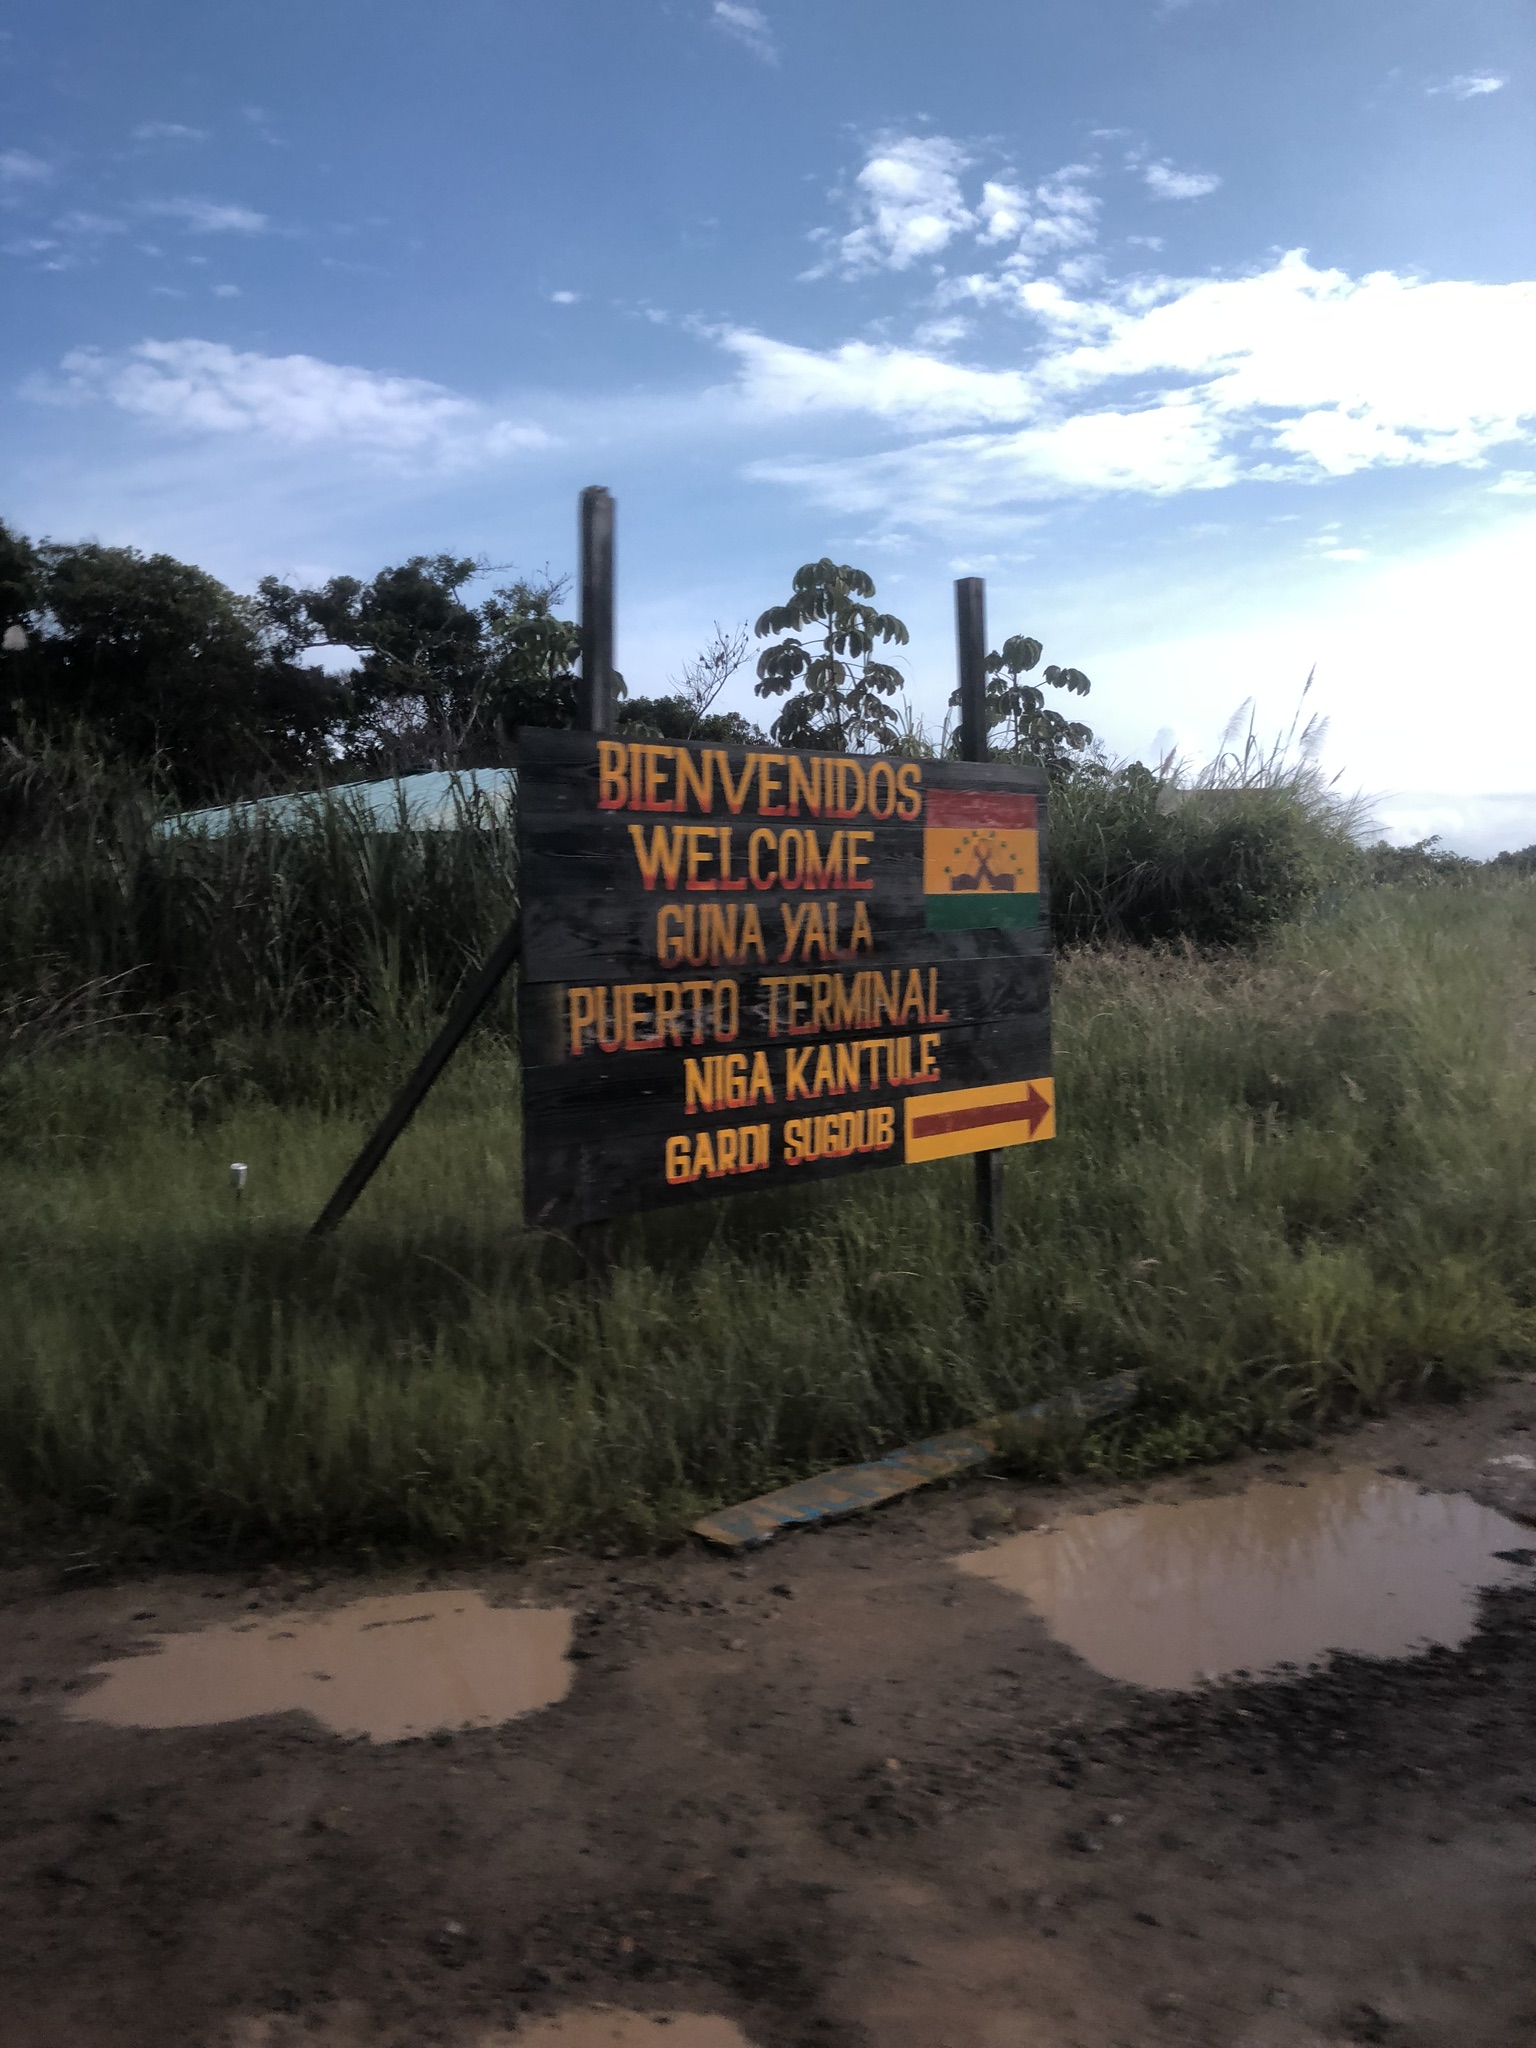 BIENVENIDOS
WELCOME
GUNA YALA
PUERTO TERMINAL
NIGA KANTULE
GARDI SUGDUB